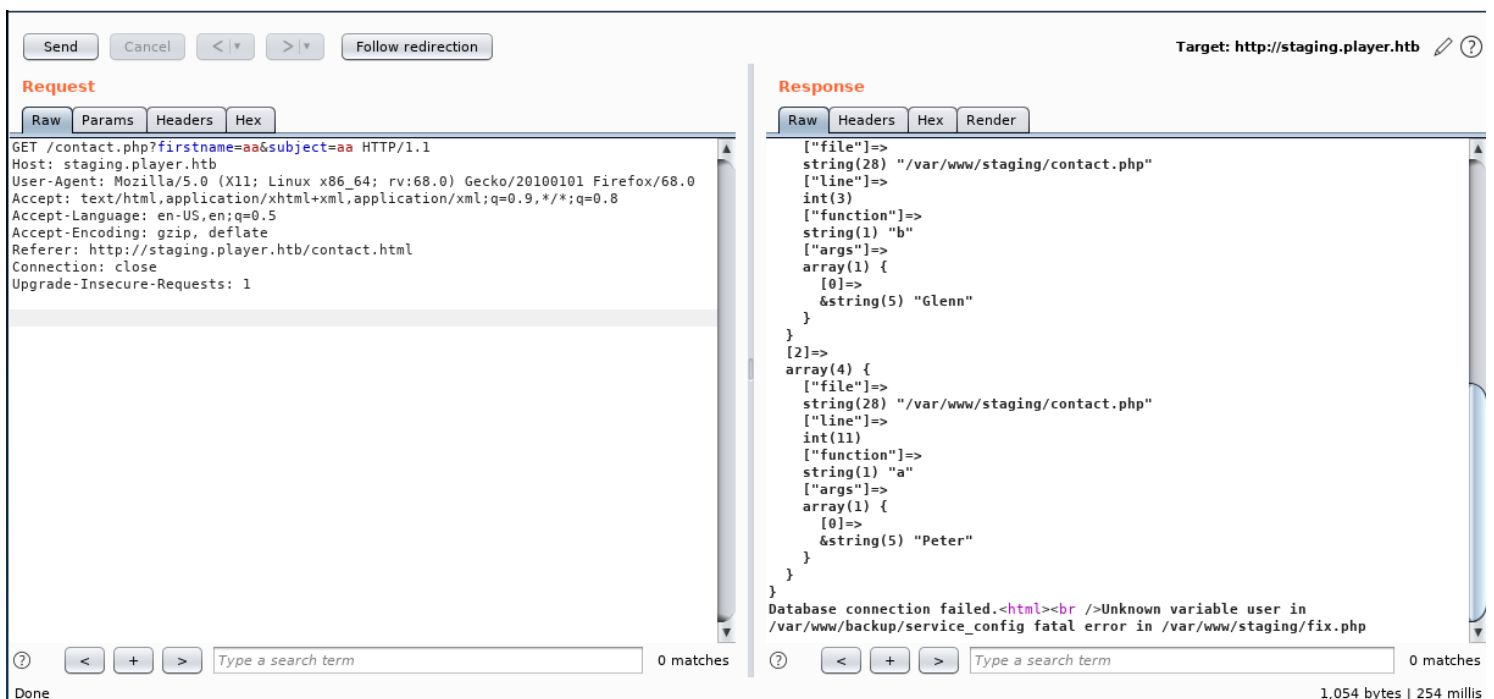 Send Cancel < > Follow redirection Target: http://staging.player.htb ?
Request
Raw Params Headers Hex
GET /contact.php?firstname=aa&subject=aa HTTP/1.1
Host: staging.player.htb
User-Agent: Mozilla/5.0 (X11; Linux x86_64; rv:68.0) Gecko/20100101 Firefox/68.0
Accept: text/html,application/xhtml+xml,application/xml;q=0.9,*/*;q=0.8
Accept-Language: en-US,en;q=0.5
Accept-Encoding: gzip, deflate
Referer: http://staging.player.htb/contact.html
Connection: close
Upgrade-Insecure-Requests: 1
? < + > Type a search term 0 matches
Response
Raw Headers Hex Render
["file"]=>
string(28) "/var/www/staging/contact.php"
["line"]=>
int(3)
["function"]=>
string(1) "b"
["args"]=>
array(1) {
[0]=>
&string(5) "Glenn"
}
}
[2]=>
array(4) {
["file"]=>
string(28) "/var/www/staging/contact.php"
["line"]=>
int(11)
["function"]=>
string(1) "a"
["args"]=>
array(1) {
[0]=>
&string(5) "Peter"
}
}
}
Database connection failed.<html><br />Unknown variable user in
/var/www/backup/service_config fatal error in /var/www/staging/fix.php
? < + > Type a search term 0 matches
Done 1,054 bytes | 254 millis